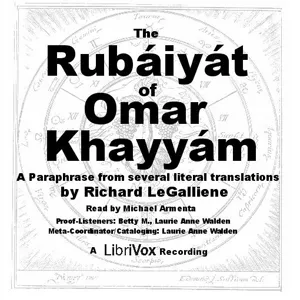 The
Rubáiyát
of
Omar
Khayyám
A Paraphrase from several literal translations
by Richard LeGalliene
Read by Michael Armenta
Proof-Listeners: Betty M., Laurie Anne Walden
Meta-Coordinator/Cataloging: Laurie Anne Walden
A LibriVox Recording